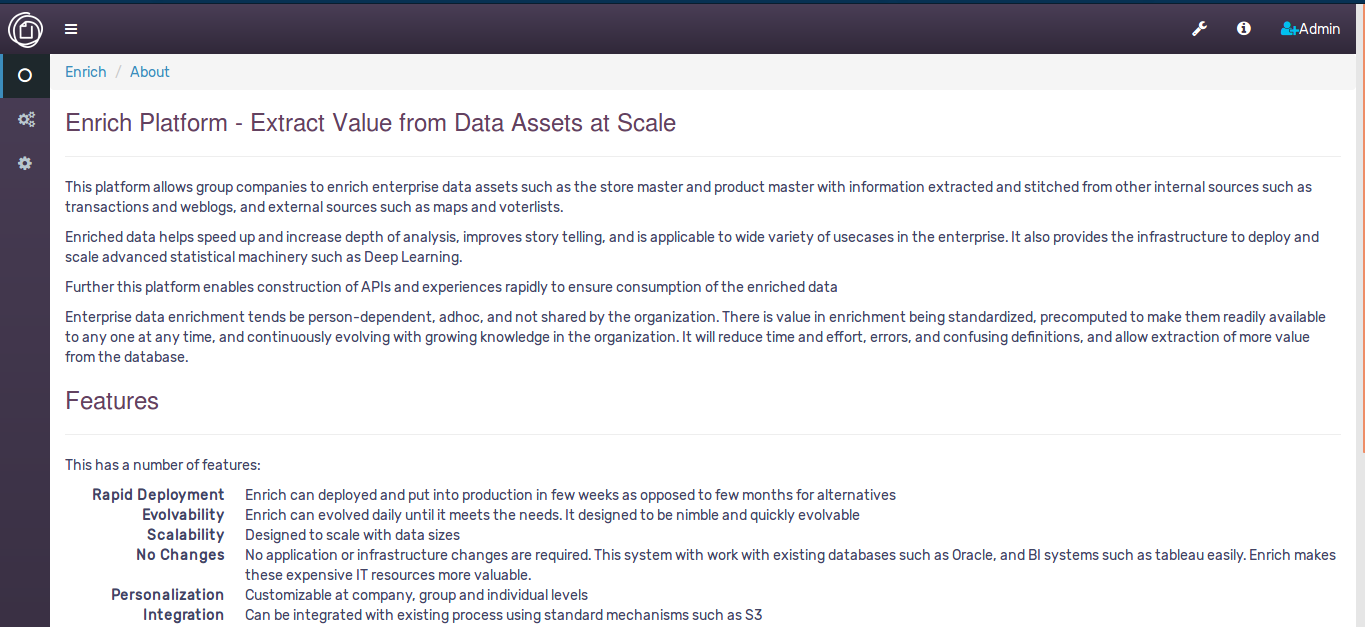 Admin
Enrich / About
Enrich Platform - Extract Value from Data Assets at Scale
This platform allows group companies to enrich enterprise data assets such as the store master and product master with information extracted and stitched from other internal sources such as
transactions and weblogs, and external sources such as maps and voterlists.
Enriched data helps speed up and increase depth of analysis, improves story telling, and is applicable to wide variety of usecases in the enterprise. It also provides the infrastructure to deploy and
scale advanced statistical machinery such as Deep Learning.
Further this platform enables construction of APIs and experiences rapidly to ensure consumption of the enriched data
Enterprise data enrichment tends be person-dependent, adhoc, and not shared by the organization. There is value in enrichment being standardized, precomputed to make them readily available
to any one at any time, and continuously evolving with growing knowledge in the organization. It will reduce time and effort, errors, and confusing definitions, and allow extraction of more value
from the database.
Features
This has a number of features:
Rapid Deployment Enrich can deployed and put into production in few weeks as opposed to few months for alternatives
Evolvability Enrich can evolved daily until it meets the needs. It designed to be nimble and quickly evolvable
Scalability Designed to scale with data sizes
No Changes No application or infrastructure changes are required. This system with work with existing databases such as Oracle, and BI systems such as tableau easily. Enrich makes
these expensive IT resources more valuable.
Personalization Customizable at company, group and individual levels
Integration Can be integrated with existing process using standard mechanisms such as S3